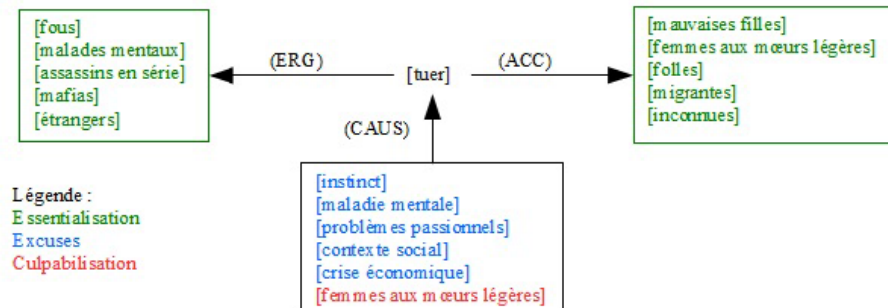 [fous]
[malades mentaux]
[assassins en série]
[mafias]
[étrangers]
(ERG)
[tuer]
(ACC)
[mauvaises filles]
[femmes aux mœurs légères]
[folles]
[migrantes]
[inconnues]
(CAUS)
[instinct]
[maladie mentale]
[problèmes passionnels]
[contexte social]
[crise économique]
[femmes aux mœurs légères]
Légende :
Essentialisation
Excuses
Culpabilisation